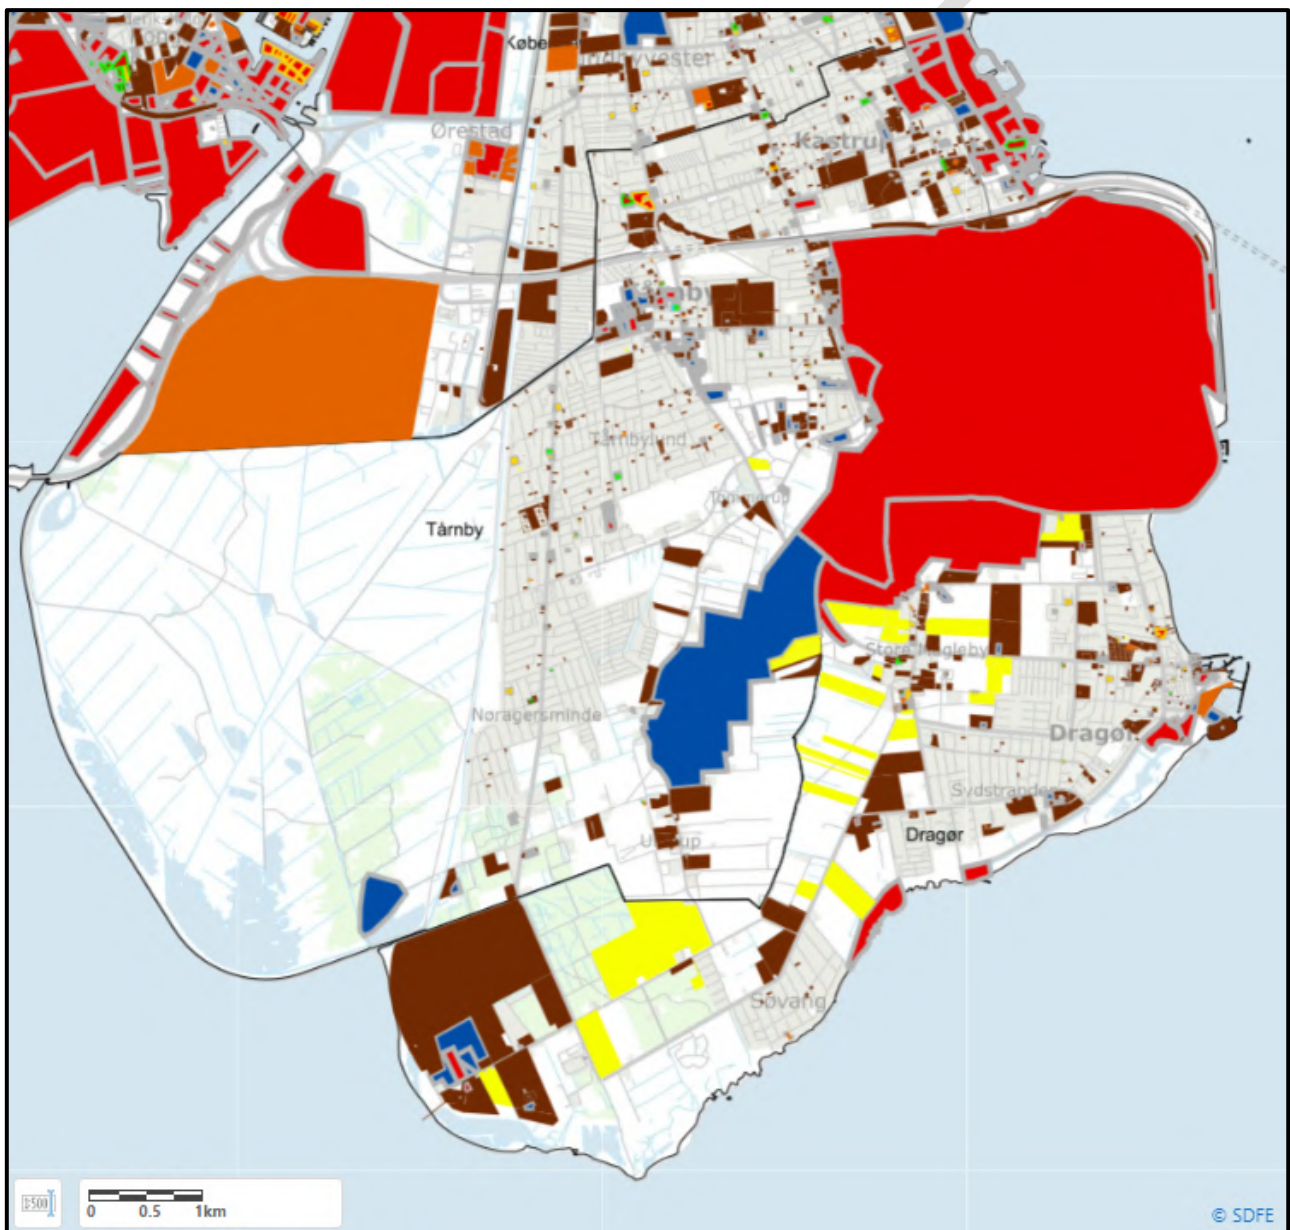 Købe
Ørestad
Kastrup
Tårnbylund
Tårnby
Store Magleby
Nøragersminde
Dragør
Sydstranden
Dragør
Søvang
0 0.5 1km
© SDFE